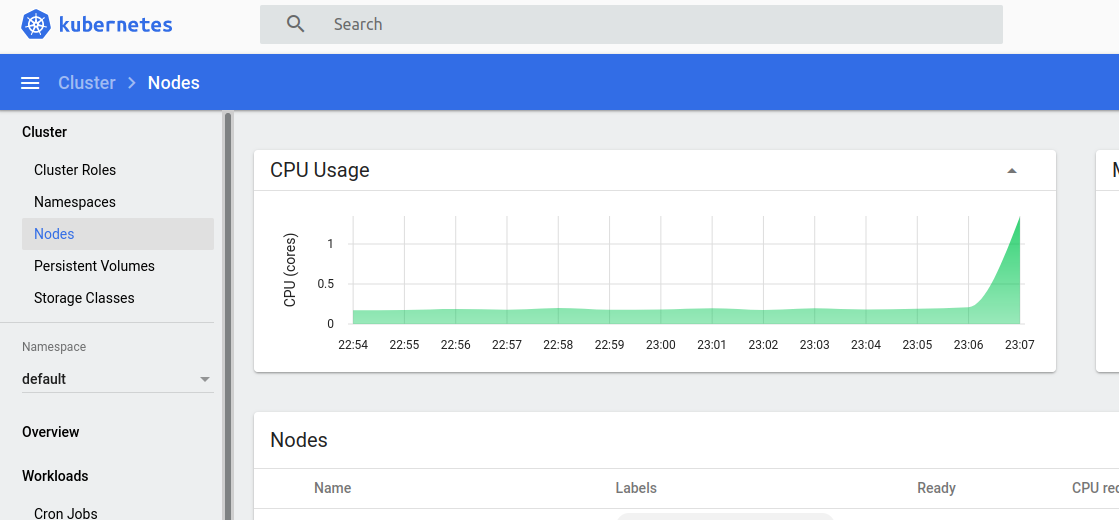 kubernetes
Search
Cluster > Nodes
Cluster
Cluster Roles
Namespaces
Nodes
Persistent Volumes
Storage Classes
Namespace
default
Overview
Workloads
Cron Jobs
CPU Usage
CPU (cores)
1
0.5
0
22:54 22:55 22:56 22:57 22:58 22:59 23:00 23:01 23:02 23:03 23:04 23:05 23:06 23:07
Nodes
Name Labels Ready CPU